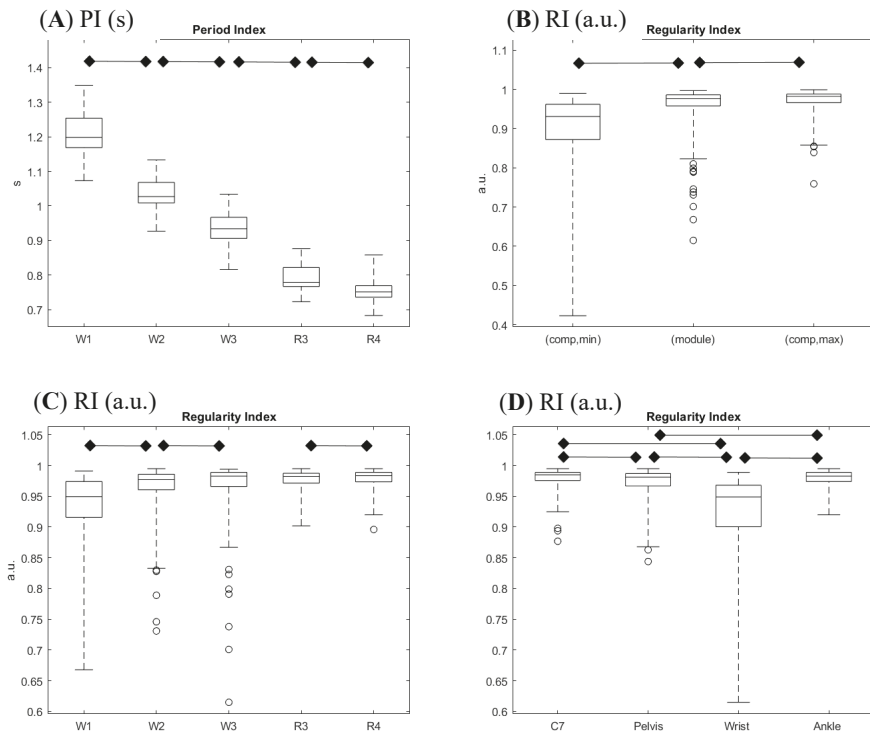 (A) PI (s)
Period Index
1.4
1.3
1.2
1.1
1
0.9
0.8
0.7
s
W1 W2 W3 R3 R4
(B) RI (a.u.)
Regularity Index
1.1
1
0.9
0.8
0.7
0.6
0.5
0.4
a.u.
(comp,min) (module) (comp,max)
(C) RI (a.u.)
Regularity Index
1.05
1
0.95
0.9
0.85
0.8
0.75
0.7
0.65
0.6
a.u.
W1 W2 W3 R3 R4
(D) RI (a.u.)
Regularity Index
1.05
1
0.95
0.9
0.85
0.8
0.75
0.7
0.65
0.6
C7 Pelvis Wrist Ankle